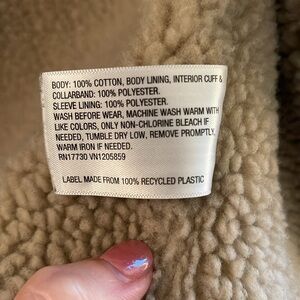 BODY: 100% COTTON, BODY LINING, INTERIOR CUFF &
COLLARBAND: 100% POLYESTER.
SLEEVE LINING: 100% POLYESTER.
WASH BEFORE WEAR, MACHINE WASH WARM WITH
LIKE COLORS, ONLY NON-CHLORINE BLEACH IF
NEEDED, TUMBLE DRY LOW, REMOVE PROMPTLY,
WARM IRON IF NEEDED.
RN17730 VN1205859
LABEL MADE FROM 100% RECYCLED PLASTIC